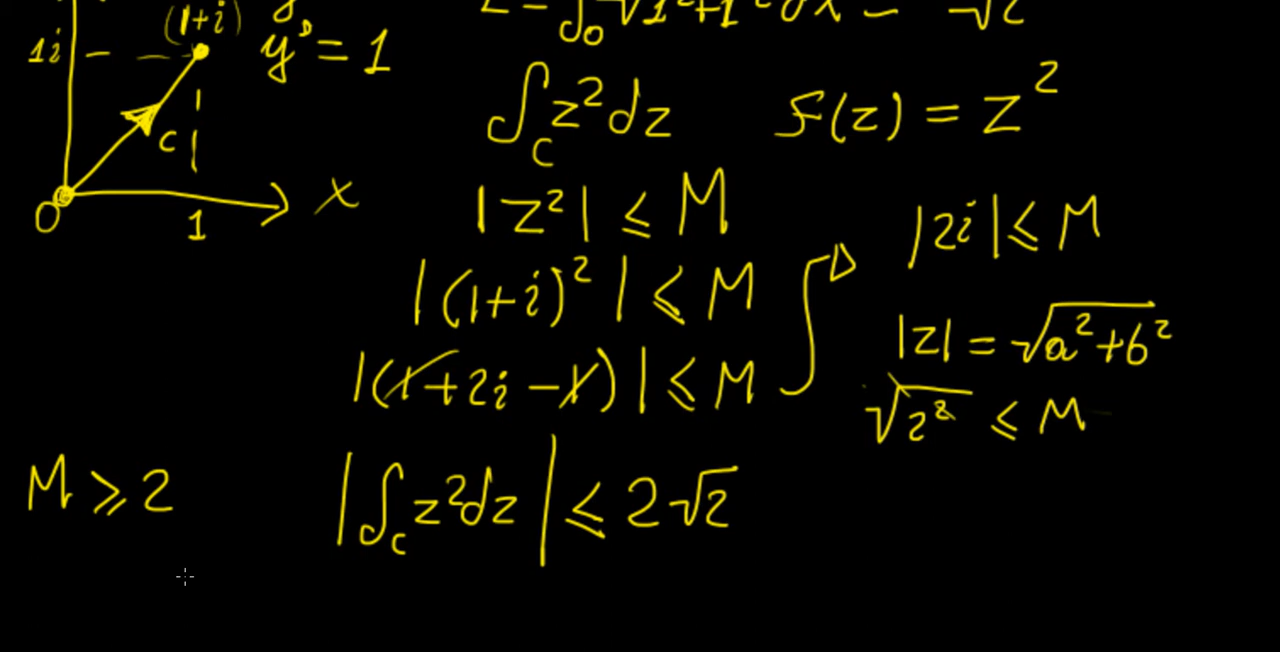 (1+i)
1i
y' = 1
C
0
1
x
∫_C z² dz   f(z) = z²
|z²| ≤ M
|(1+i)²| ≤ M
|(1+2i-1)| ≤ M
|2i| ≤ M
|z| = √(a²+b²)
√(2²) ≤ M
M ≥ 2
|∫_C z² dz| ≤ 2√2